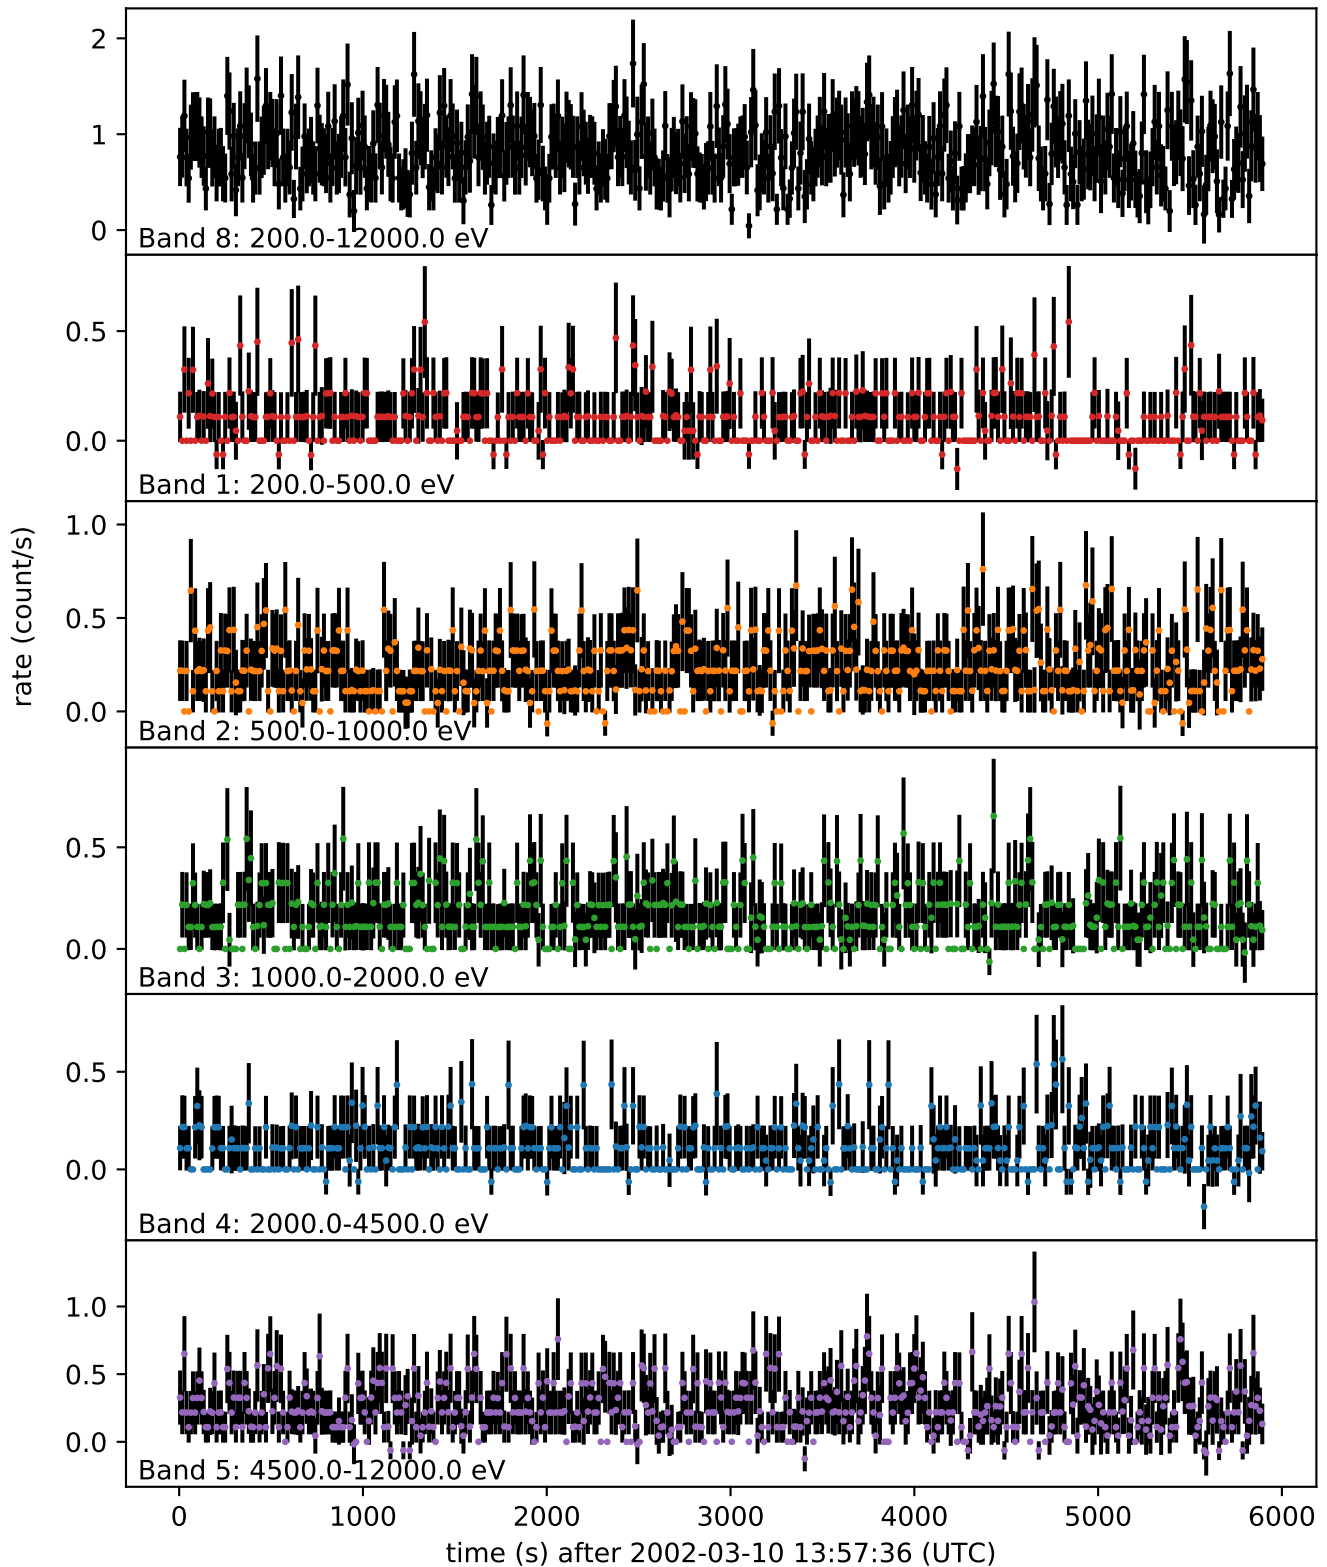 2
1
0
Band 8: 200.0-12000.0 eV
0.5
0.0
Band 1: 200.0-500.0 eV
1.0
0.5
0.0
Band 2: 500.0-1000.0 eV
rate (count/s)
0.5
0.0
Band 3: 1000.0-2000.0 eV
0.5
0.0
Band 4: 2000.0-4500.0 eV
1.0
0.5
0.0
Band 5: 4500.0-12000.0 eV
0 1000 2000 3000 4000 5000 6000
time (s) after 2002-03-10 13:57:36 (UTC)